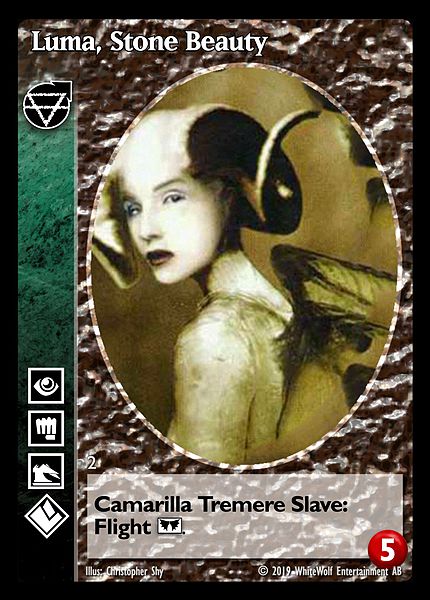 Luma, Stone Beauty
2
Camarilla Tremere Slave:
Flight .
5
Illus: Christopher Shy
© 2019 WhiteWolf Entertainment AB